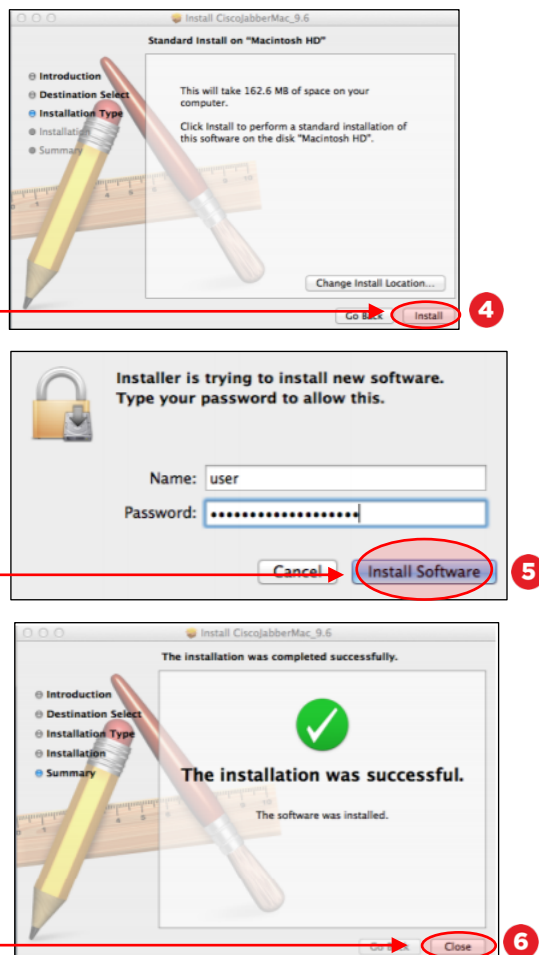 Install CiscoJabberMac_9.6
Standard Install on "Macintosh HD"
Introduction
Destination Select
Installation Type
Installation
Summary
This will take 162.6 MB of space on your
computer.
Click Install to perform a standard installation of
this software on the disk "Macintosh HD".
Change Install Location...
Go Back
Install
4
Installer is trying to install new software.
Type your password to allow this.
Name: user
Password: •••••••••••••••••••
Cancel
Install Software
5
Install CiscoJabberMac_9.6
The installation was completed successfully.
Introduction
Destination Select
Installation Type
Installation
Summary
The installation was successful.
The software was installed.
Go Back
Close
6